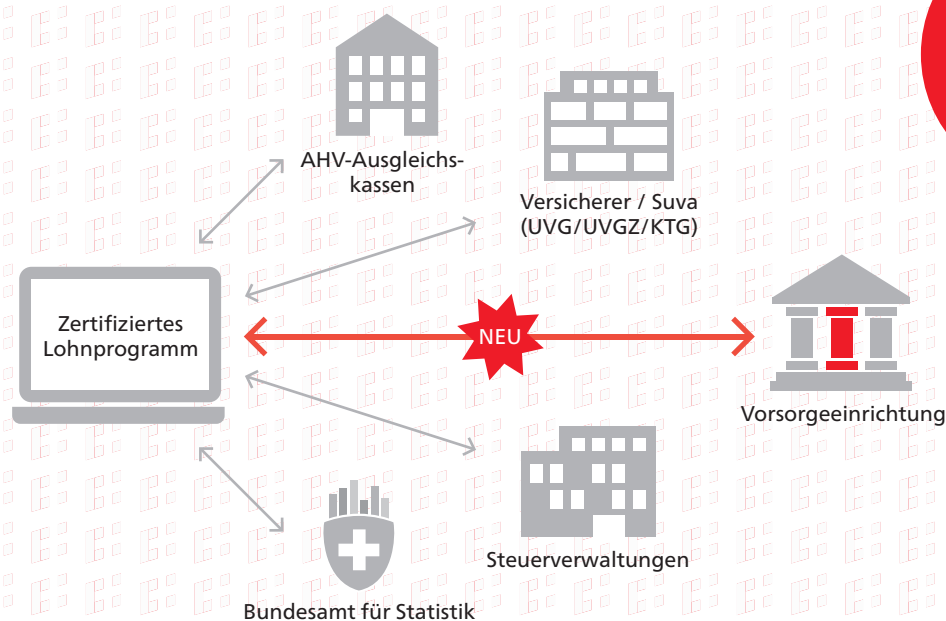 AHV-Ausgleichs-
kassen
Versicherer / Suva
(UVG/UVGZ/KTG)
Zertifiziertes
Lohnprogramm
NEU
Vorsorgeeinrichtung
Steuerverwaltungen
Bundesamt für Statistik